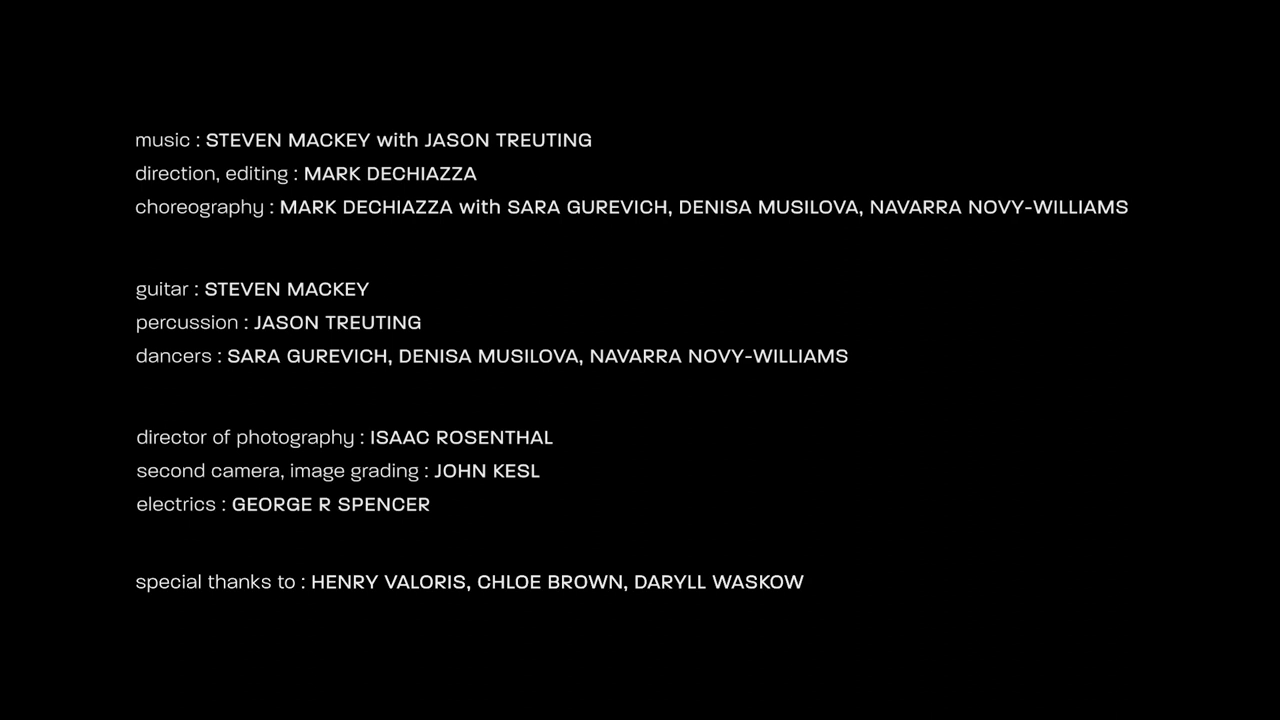 music : STEVEN MACKEY with JASON TREUTING
direction, editing : MARK DECHIAZZA
choreography : MARK DECHIAZZA with SARA GUREVICH, DENISA MUSILOVA, NAVARRA NOVY-WILLIAMS
guitar : STEVEN MACKEY
percussion : JASON TREUTING
dancers : SARA GUREVICH, DENISA MUSILOVA, NAVARRA NOVY-WILLIAMS
director of photography : ISAAC ROSENTHAL
second camera, image grading : JOHN KESL
electrics : GEORGE R SPENCER
special thanks to : HENRY VALORIS, CHLOE BROWN, DARYLL WASKOW